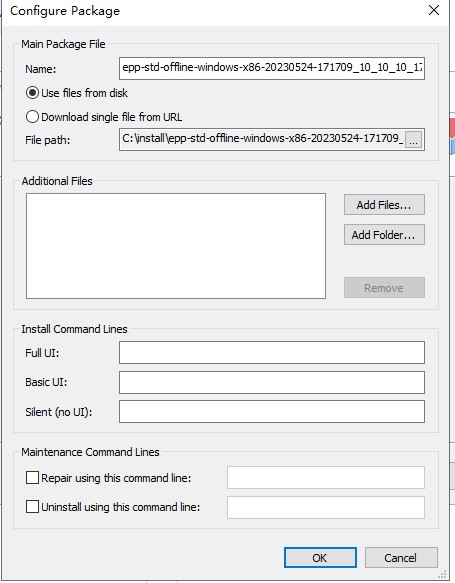 Configure Package
Main Package File
Name: epp-std-offline-windows-x86-20230524-171709_10_10_10_17
Use files from disk
Download single file from URL
File path: C:\install\epp-std-offline-windows-x86-20230524-171709_ ...
Additional Files
Add Files...
Add Folder...
Remove
Install Command Lines
Full UI:
Basic UI:
Silent (no UI):
Maintenance Command Lines
Repair using this command line:
Uninstall using this command line:
OK Cancel